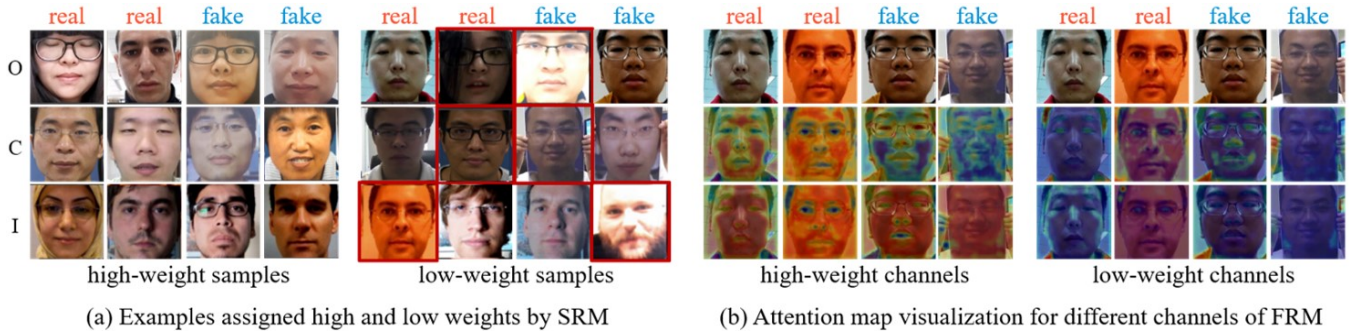 real real fake fake real real fake fake real real fake fake real real fake fake
O
C
I
high-weight samples low-weight samples high-weight channels low-weight channels
(a) Examples assigned high and low weights by SRM (b) Attention map visualization for different channels of FRM